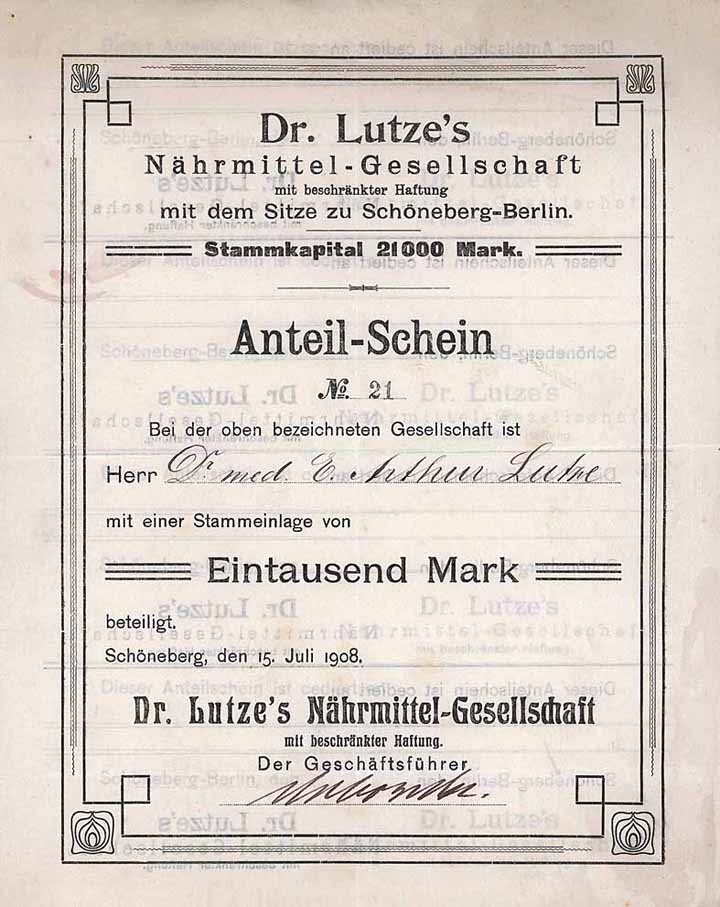 Dr. Lutze's
Nährmittel-Gesellschaft
mit beschränkter Haftung
mit dem Sitze zu Schöneberg-Berlin.
Stammkapital 21000 Mark.
Anteil-Schein
№. 21
Bei der oben bezeichneten Gesellschaft ist
Herr Dr. med. E. Arthur Lutze
mit einer Stammeinlage von
Eintausend Mark
beteiligt.
Schöneberg, den 15. Juli 1908.
Dr. Lutze's Nährmittel-Gesellschaft
mit beschränkter Haftung.
Der Geschäftsführer